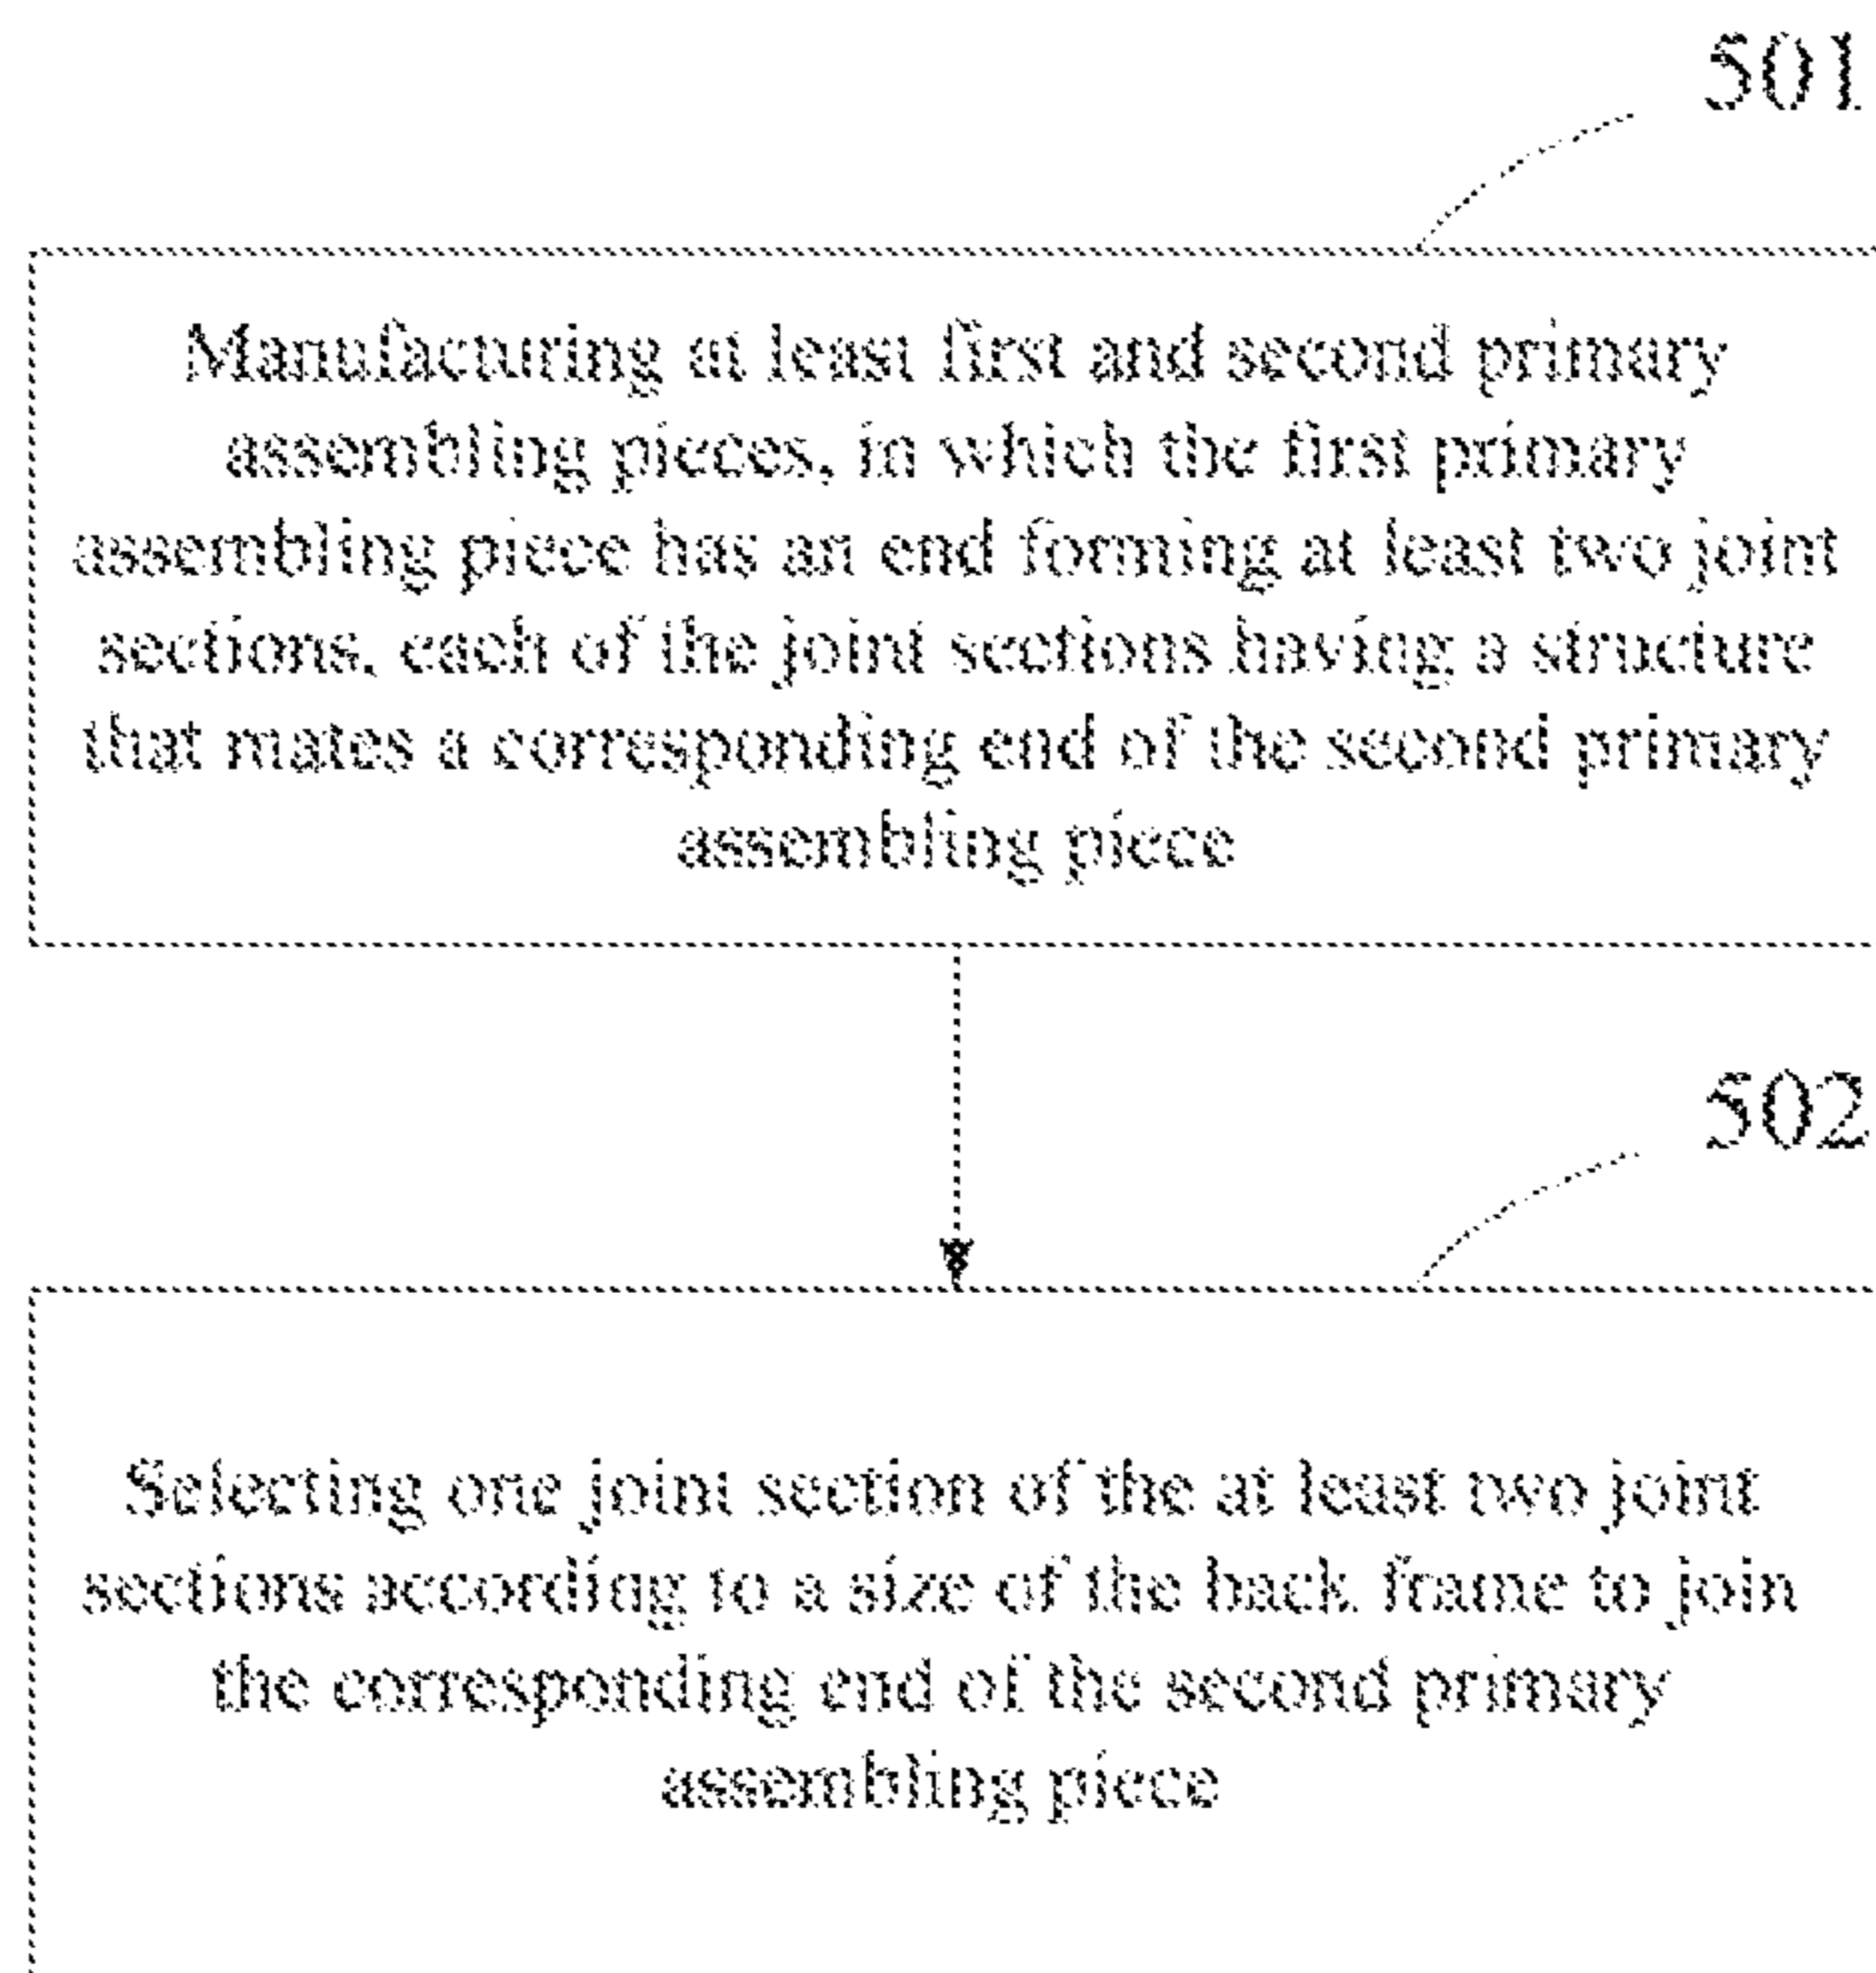 501
Manufacturing at least first and second primary
assembling pieces, in which the first primary
assembling piece has an end forming at least two joint
sections, each of the joint sections having a structure
that mates a corresponding end of the second primary
assembling piece
502
Selecting one joint section of the at least two joint
sections according to a size of the back frame to join
the corresponding end of the second primary
assembling piece